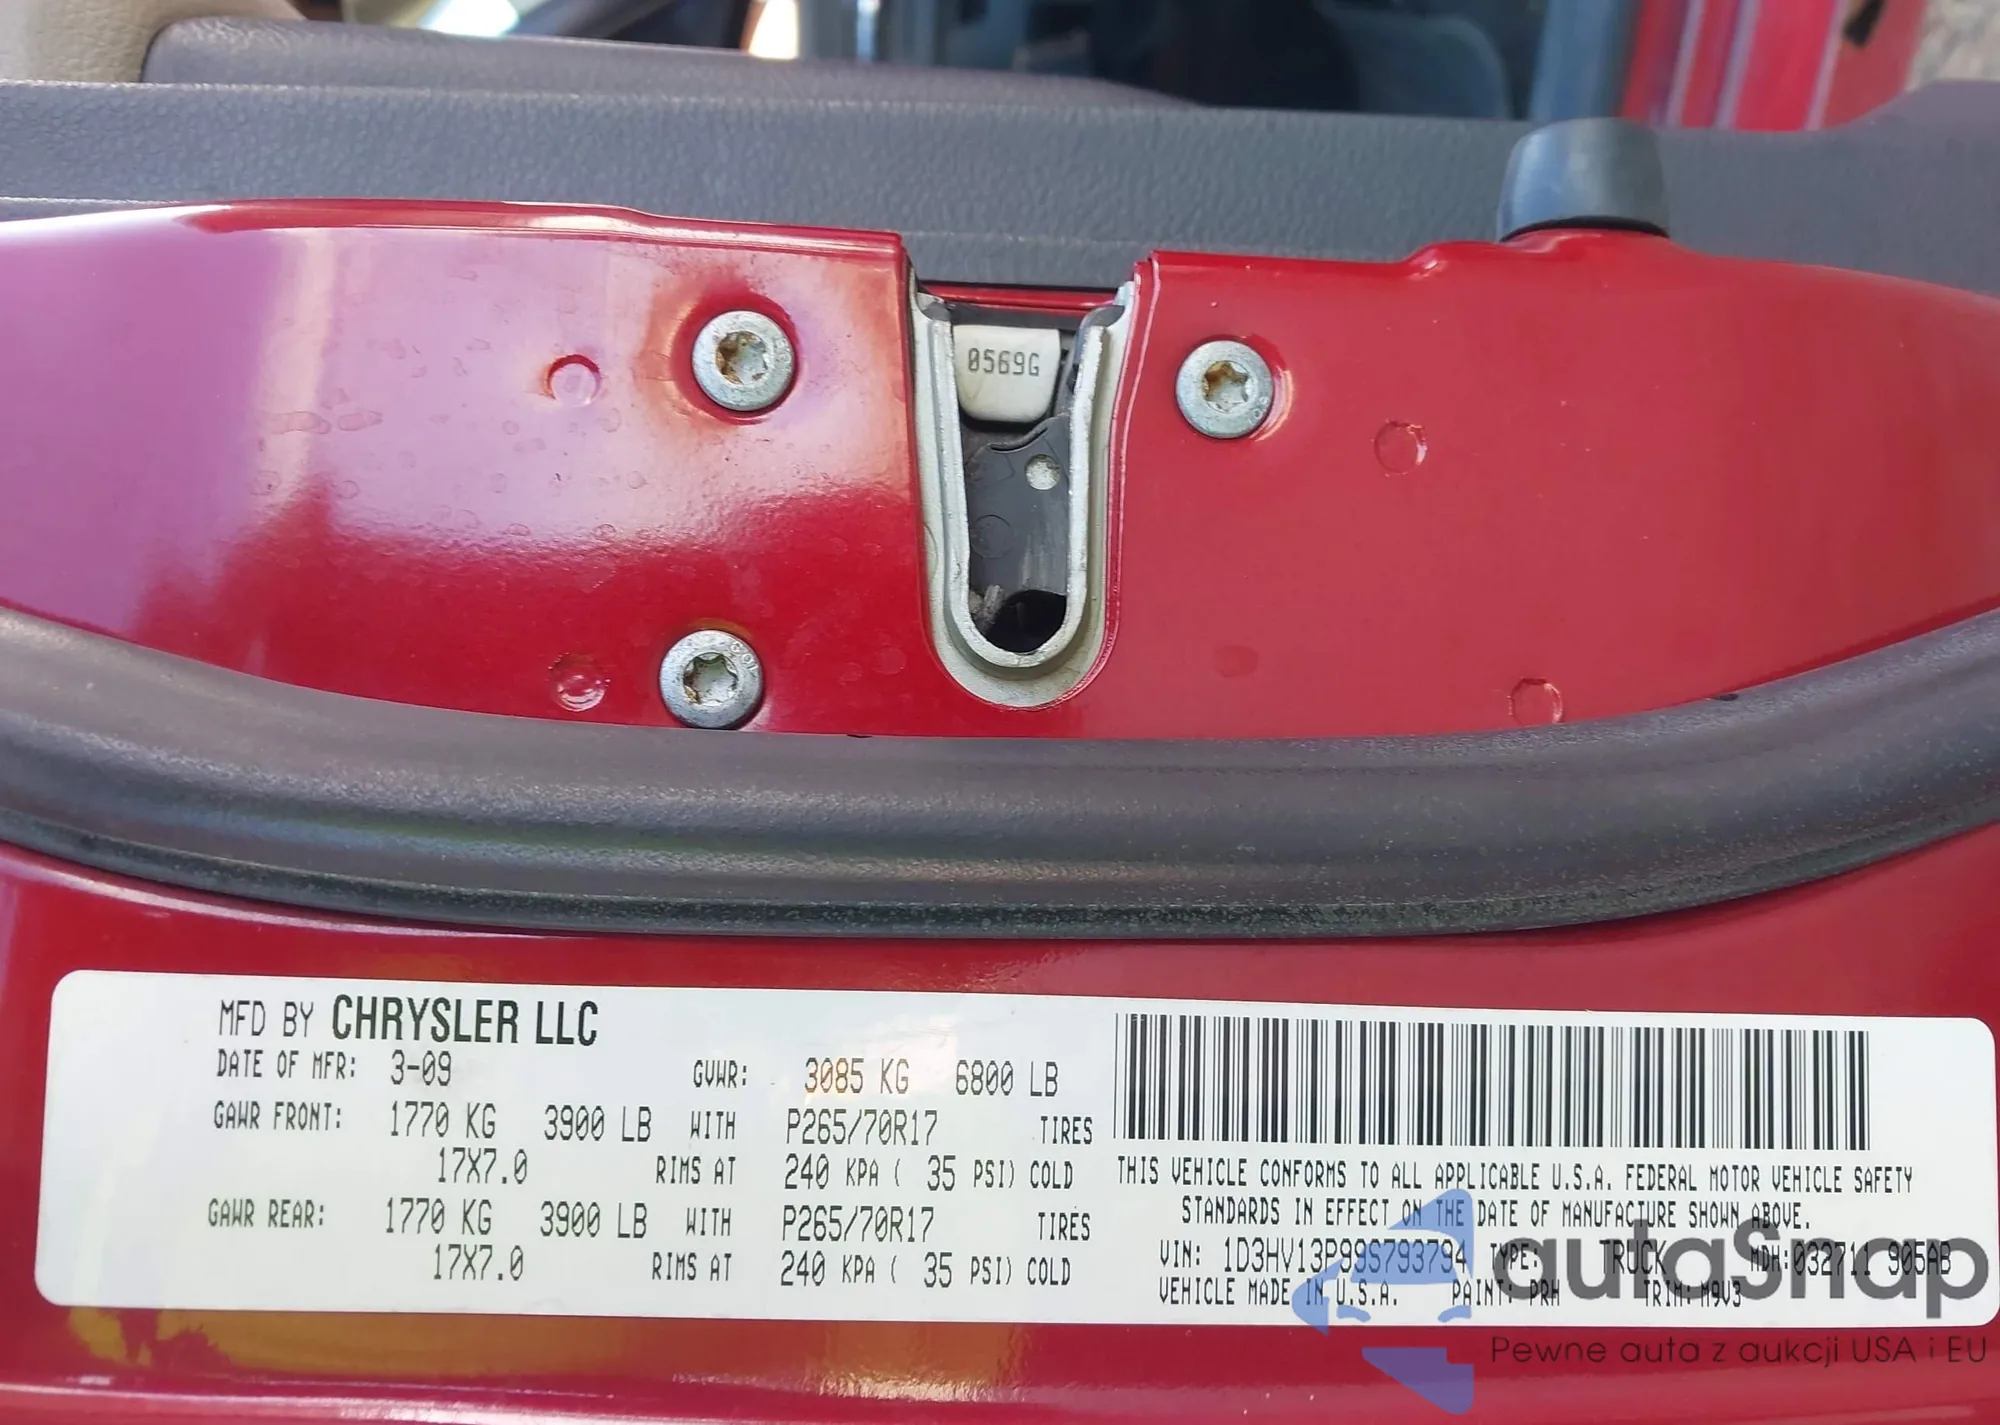 0569G
MFD BY CHRYSLER LLC
DATE OF MFR: 3-09 GVWR: 3085 KG 6800 LB
GAWR FRONT: 1770 KG 3900 LB WITH P265/70R17 TIRES
17X7.0 RIMS AT 240 KPA ( 35 PSI) COLD
GAWR REAR: 1770 KG 3900 LB WITH P265/70R17 TIRES
17X7.0 RIMS AT 240 KPA ( 35 PSI) COLD
THIS VEHICLE CONFORMS TO ALL APPLICABLE U.S.A. FEDERAL MOTOR VEHICLE SAFETY
STANDARDS IN EFFECT ON THE DATE OF MANUFACTURE SHOWN ABOVE.
VIN: 1D3HV13P99S793794 TYPE: TRUCK MDH:032711 905AB
VEHICLE MADE IN U.S.A. PAINT: PRH TRIM: M9V3
autaSnap
Pewne auta z aukcji USA i EU